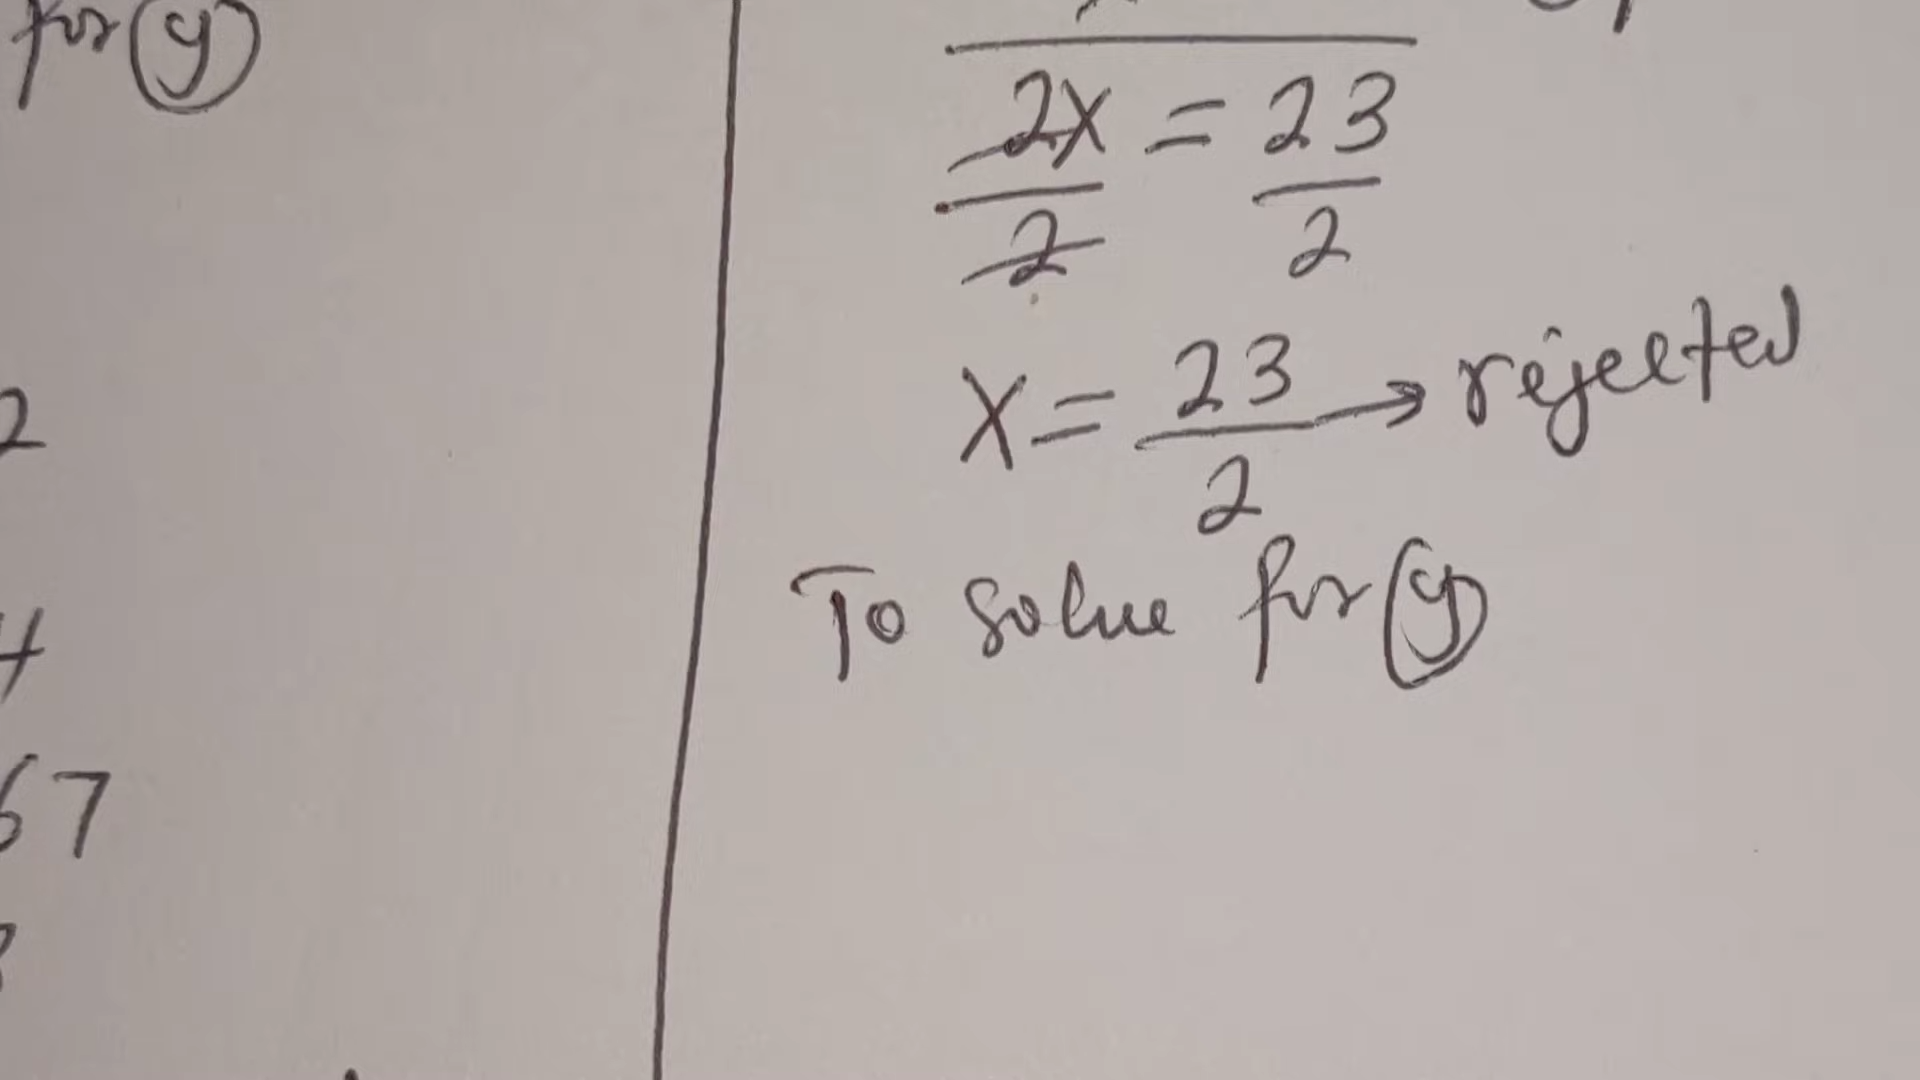 for y
2
4
67
2x = 23
2 2
x = 23 → rejected
2
To solve for y